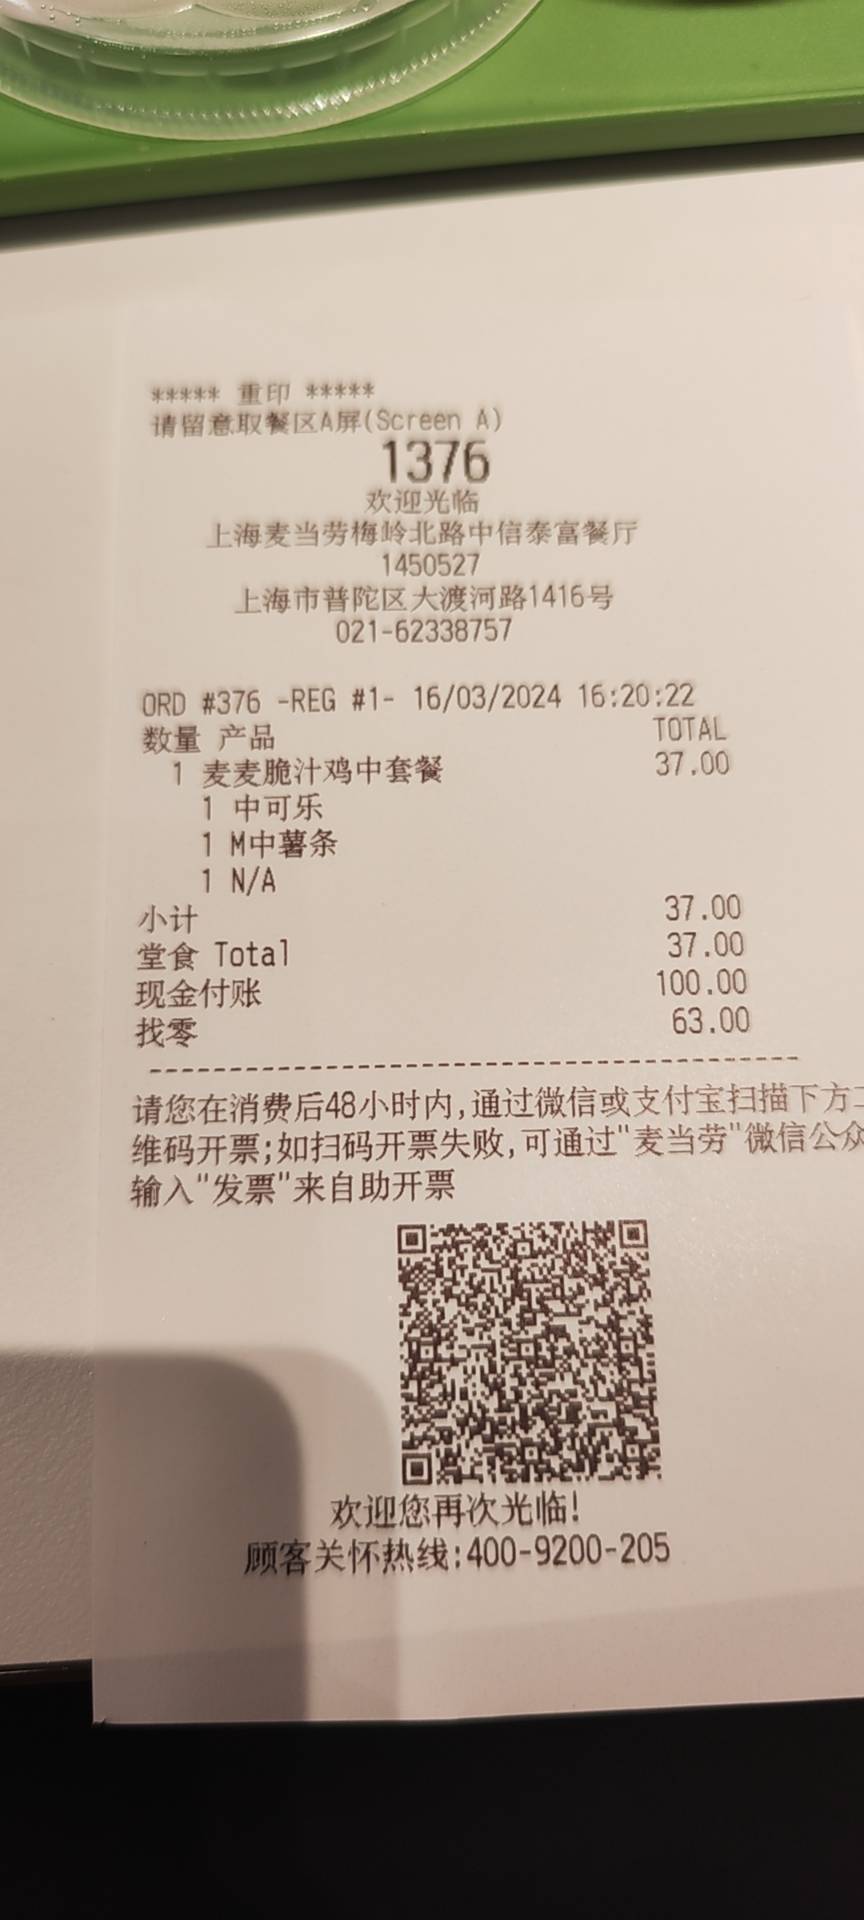 ***** 重印 *****
请留意取餐区A屏(Screen A)
1376
欢迎光临
上海麦当劳梅岭北路中信泰富餐厅
1450527
上海市普陀区大渡河路1416号
021-62338757
ORD #376 -REG #1- 16/03/2024 16:20:22
数量 产品 TOTAL
1 麦麦脆汁鸡中套餐 37.00
1 中可乐
1 M中薯条
1 N/A
小计 37.00
堂食 Total 37.00
现金付账 100.00
找零 63.00
请您在消费后48小时内,通过微信或支付宝扫描下方二
维码开票;如扫码开票失败,可通过"麦当劳"微信公众
输入"发票"来自助开票
欢迎您再次光临!
顾客关怀热线:400-9200-205